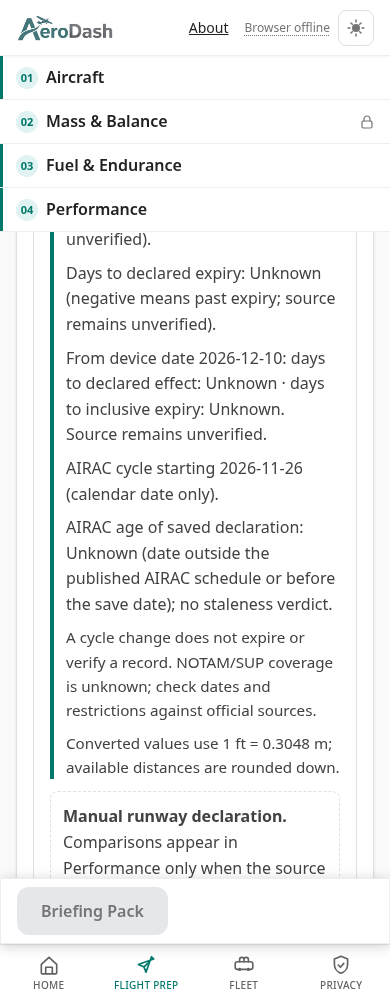 AeroDash
About
Browser offline
01 Aircraft
02 Mass & Balance
03 Fuel & Endurance
04 Performance
unverified).
Days to declared expiry: Unknown
(negative means past expiry; source
remains unverified).
From device date 2026-12-10: days
to declared effect: Unknown · days
to inclusive expiry: Unknown.
Source remains unverified.
AIRAC cycle starting 2026-11-26
(calendar date only).
AIRAC age of saved declaration:
Unknown (date outside the
published AIRAC schedule or before
the save date); no staleness verdict.
A cycle change does not expire or
verify a record. NOTAM/SUP coverage
is unknown; check dates and
restrictions against official sources.
Converted values use 1 ft = 0.3048 m;
available distances are rounded down.
Manual runway declaration.
Comparisons appear in
Performance only when the source
Briefing Pack
HOME
FLIGHT PREP
FLEET
PRIVACY